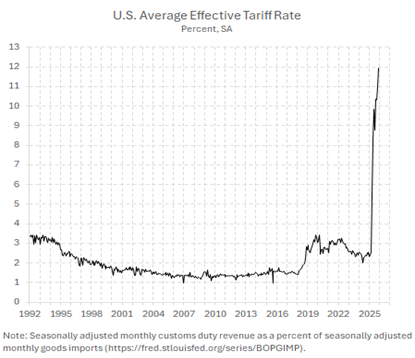 U.S. Average Effective Tariff Rate
Percent, SA
13
12
11
10
9
8
7
6
5
4
3
2
1
0
1992 1995 1998 2001 2004 2007 2010 2013 2016 2019 2022 2025
Note: Seasonally adjusted monthly customs duty revenue as a percent of seasonally adjusted
monthly goods imports (https://fred.stlouisfed.org/series/BOPGIMP).